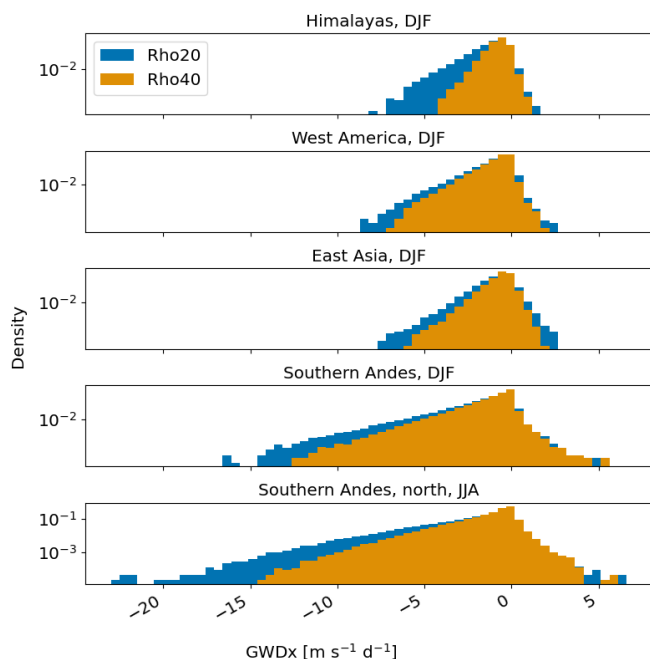 Himalayas, DJF
Rho20
Rho40
10⁻²
West America, DJF
10⁻²
East Asia, DJF
10⁻²
Density
Southern Andes, DJF
10⁻²
Southern Andes, north, JJA
10⁻¹
10⁻³
−20 −15 −10 −5 0 5
GWDx [m s⁻¹ d⁻¹]